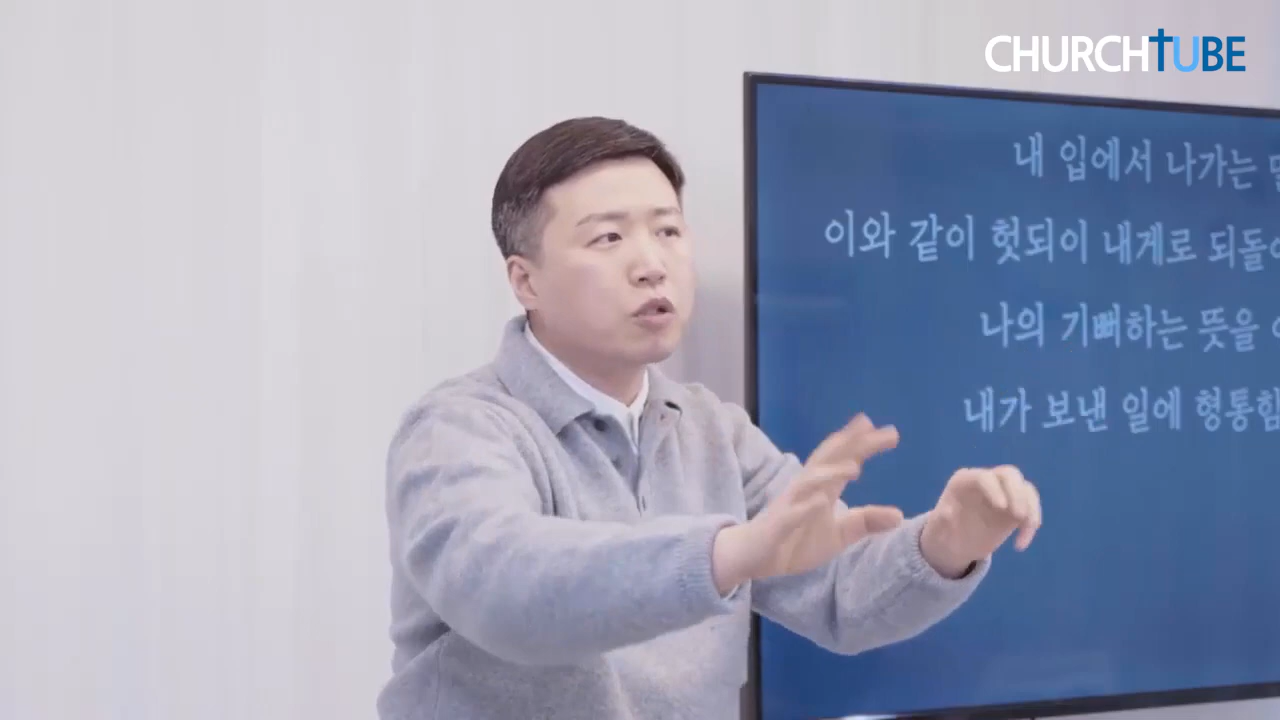 CHURCHTUBE
내 입에서 나가는
이와 같이 헛되이 내게로 되돌
나의 기뻐하는 뜻을
내가 보낸 일에 형통함